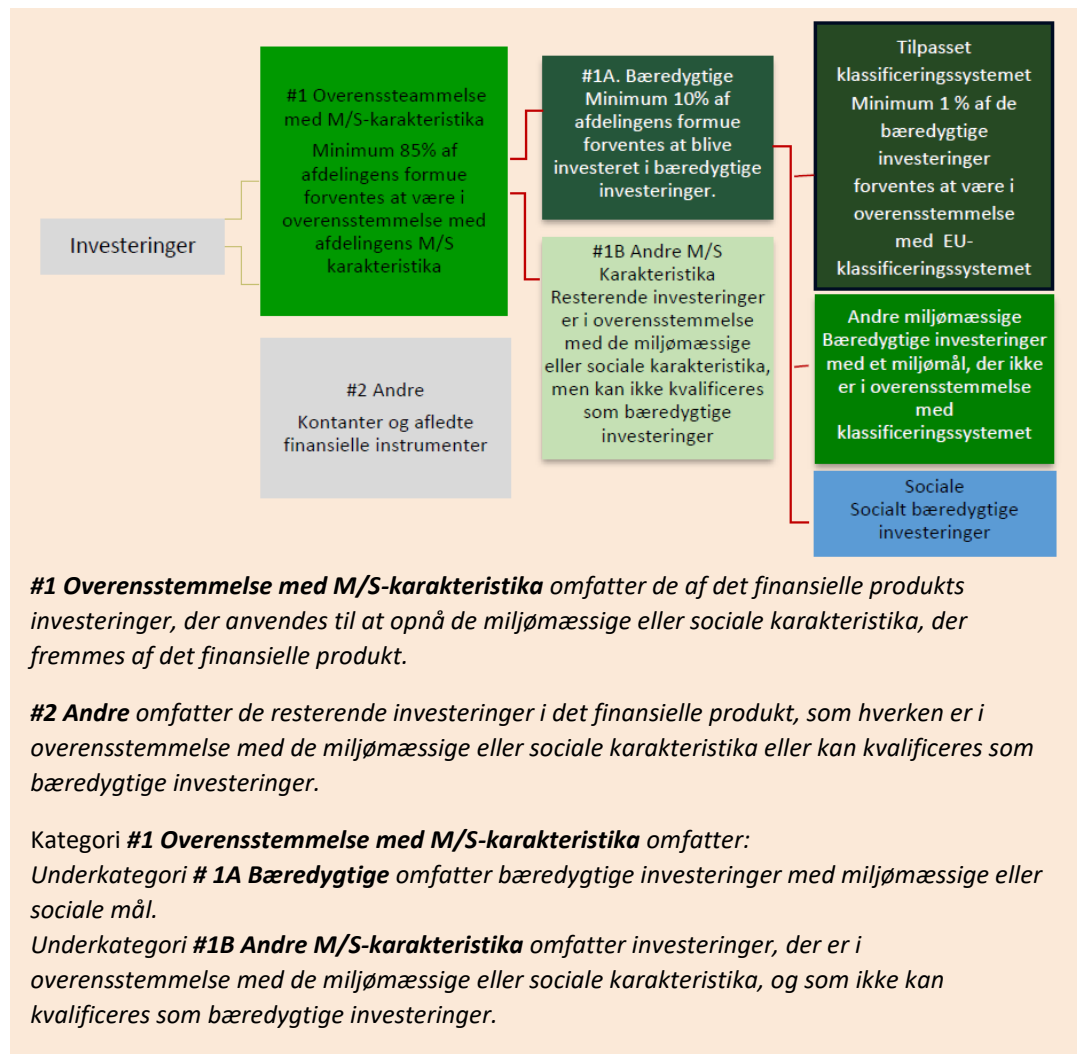 Investeringer
#1 Overenssteammelse
med M/S-karakteristika
Minimum 85% af
afdelingens formue
forventes at være i
overensstemmelse med
afdelingens M/S
karakteristika
#2 Andre
Kontanter og afledte
finansielle instrumenter
#1A. Bæredygtige
Minimum 10% af
afdelingens formue
forventes at blive
investeret i bæredygtige
investeringer.
#1B Andre M/S
Karakteristika
Resterende investeringer
er i overensstemmelse
med de miljømæssige
eller sociale karakteristika,
men kan ikke kvalificeres
som bæredygtige
investeringer
Tilpasset
klassificeringssystemet
Minimum 1 % af de
bæredygtige
investeringer
forventes at være i
overensstemmelse
med EU-
klassificeringssystemet
Andre miljømæssige
Bæredygtige investeringer
med et miljømål, der ikke
er i overensstemmelse
med
klassificeringssystemet
Sociale
Socialt bæredygtige
investeringer
#1 Overensstemmelse med M/S-karakteristika omfatter de af det finansielle produkts
investeringer, der anvendes til at opnå de miljømæssige eller sociale karakteristika, der
fremmes af det finansielle produkt.
#2 Andre omfatter de resterende investeringer i det finansielle produkt, som hverken er i
overensstemmelse med de miljømæssige eller sociale karakteristika eller kan kvalificeres som
bæredygtige investeringer.
Kategori #1 Overensstemmelse med M/S-karakteristika omfatter:
Underkategori # 1A Bæredygtige omfatter bæredygtige investeringer med miljømæssige eller
sociale mål.
Underkategori #1B Andre M/S-karakteristika omfatter investeringer, der er i
overensstemmelse med de miljømæssige eller sociale karakteristika, og som ikke kan
kvalificeres som bæredygtige investeringer.